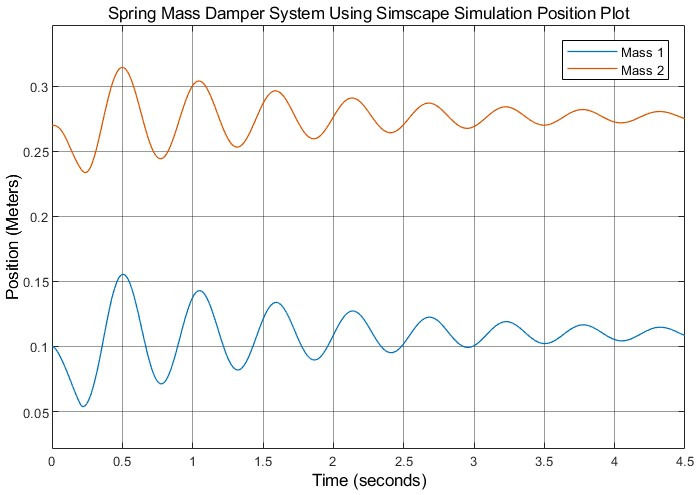 Spring Mass Damper System Using Simscape Simulation Position Plot
Mass 1
Mass 2
Position (Meters)
0.3
0.25
0.2
0.15
0.1
0.05
0 0.5 1 1.5 2 2.5 3 3.5 4 4.5
Time (seconds)